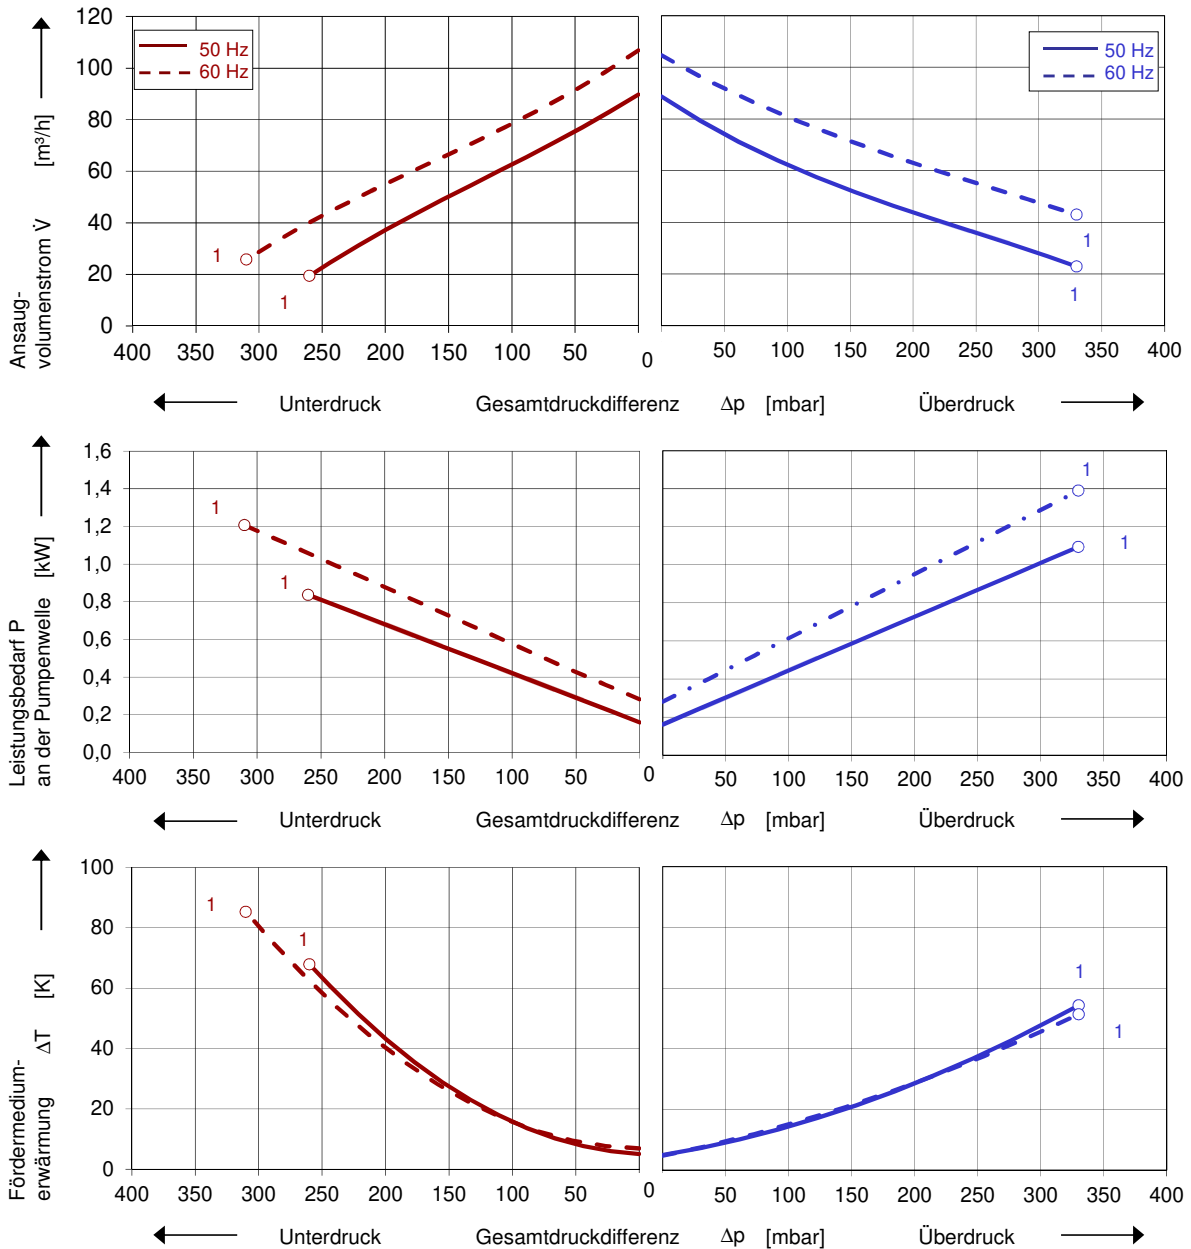 120
100
80
60
40
20
0
50 Hz
60 Hz
50 Hz
60 Hz
1
1
1
1
400 350 300 250 200 150 100 50 0 50 100 150 200 250 300 350 400
Ansaug-
volumenstrom V̇ [m³/h]
Unterdruck Gesamtdruckdifferenz Δp [mbar] Überdruck
1,6
1,4
1,2
1,0
0,8
0,6
0,4
0,2
0,0
1
1
1
1
400 350 300 250 200 150 100 50 0 50 100 150 200 250 300 350 400
Leistungsbedarf P
an der Pumpenwelle [kW]
Unterdruck Gesamtdruckdifferenz Δp [mbar] Überdruck
100
80
60
40
20
0
1
1
1
1
400 350 300 250 200 150 100 50 0 50 100 150 200 250 300 350 400
Fördermedium-
erwärmung ΔT [K]
Unterdruck Gesamtdruckdifferenz Δp [mbar] Überdruck